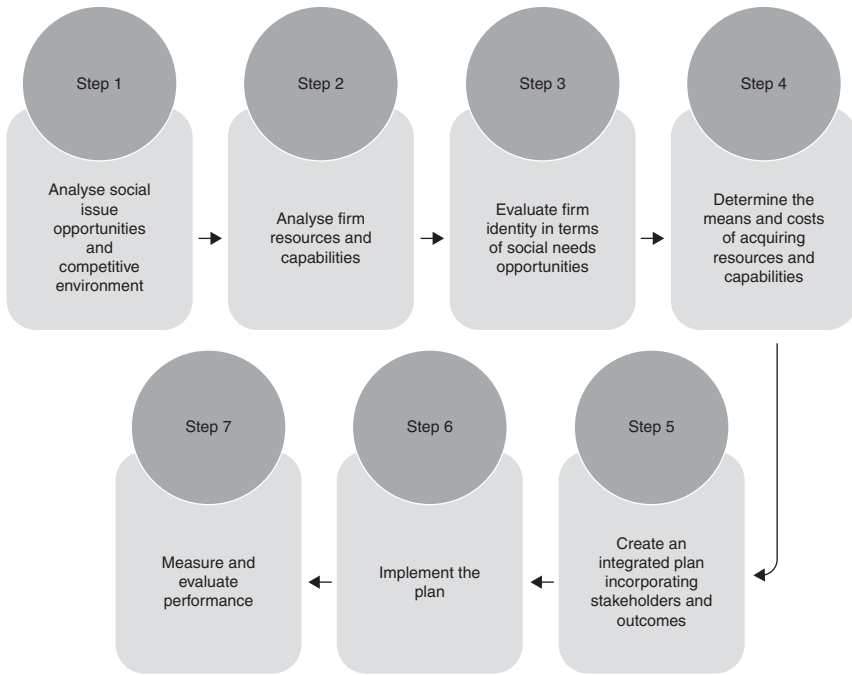 Step 1
Analyse social
issue
opportunities
and
competitive
environment
Step 2
Analyse firm
resources and
capabilities
Step 3
Evaluate firm
identity in terms
of social needs
opportunities
Step 4
Determine the
means and costs
of acquiring
resources and
capabilities
Step 5
Create an
integrated plan
incorporating
stakeholders and
outcomes
Step 6
Implement the
plan
Step 7
Measure and
evaluate
performance